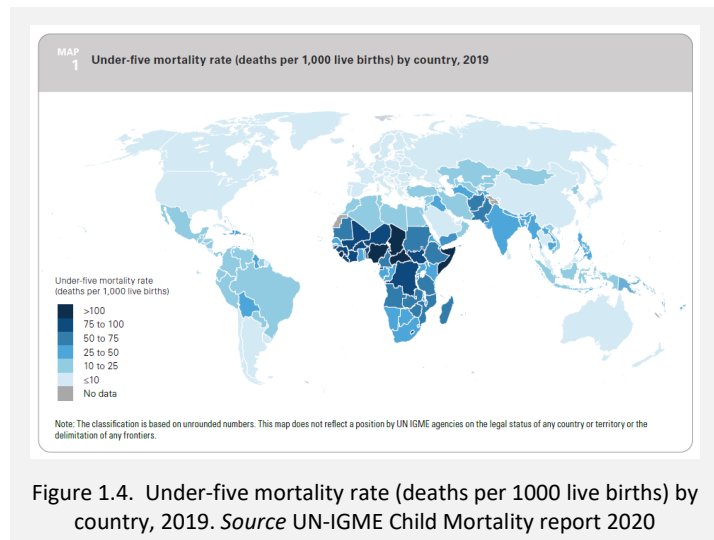 MAP
1
Under-five mortality rate (deaths per 1,000 live births) by country, 2019
Under-five mortality rate
(deaths per 1,000 live births)
>100
75 to 100
50 to 75
25 to 50
10 to 25
≤10
No data
Note: The classification is based on unrounded numbers. This map does not reflect a position by UN IGME agencies on the legal status of any country or territory or the
delimitation of any frontiers.
Figure 1.4.  Under-five mortality rate (deaths per 1000 live births) by
country, 2019. Source UN-IGME Child Mortality report 2020